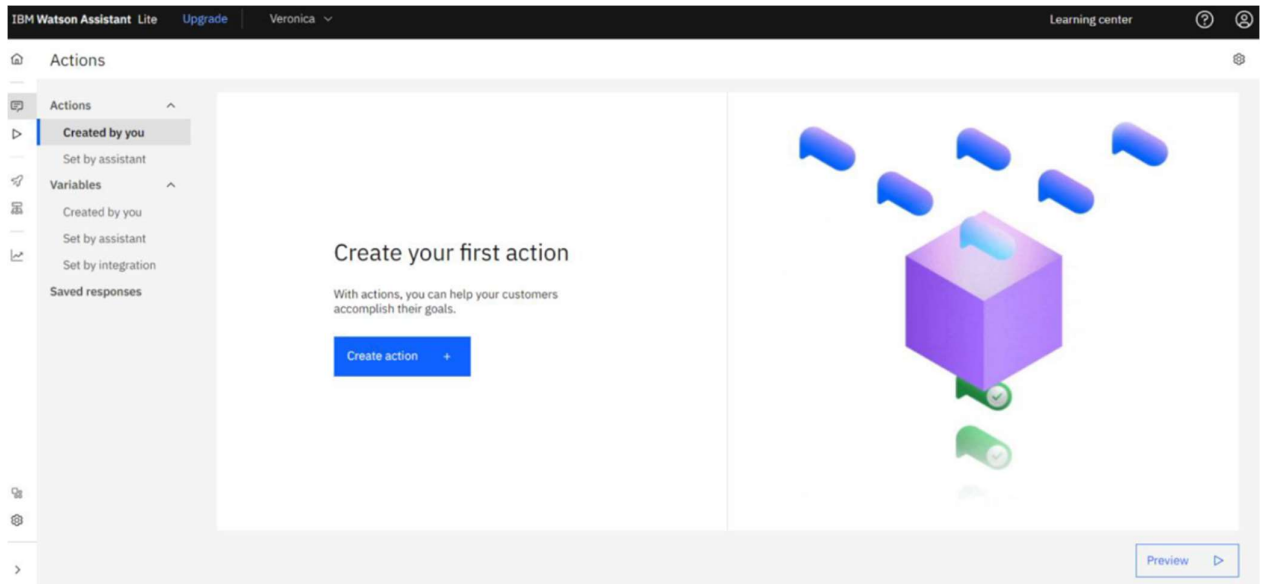 IBM Watson Assistant Lite Upgrade Veronica Learning center
Actions
Actions
Created by you
Set by assistant
Variables
Created by you
Set by assistant
Set by integration
Saved responses
Create your first action
With actions, you can help your customers
accomplish their goals.
Create action +
Preview